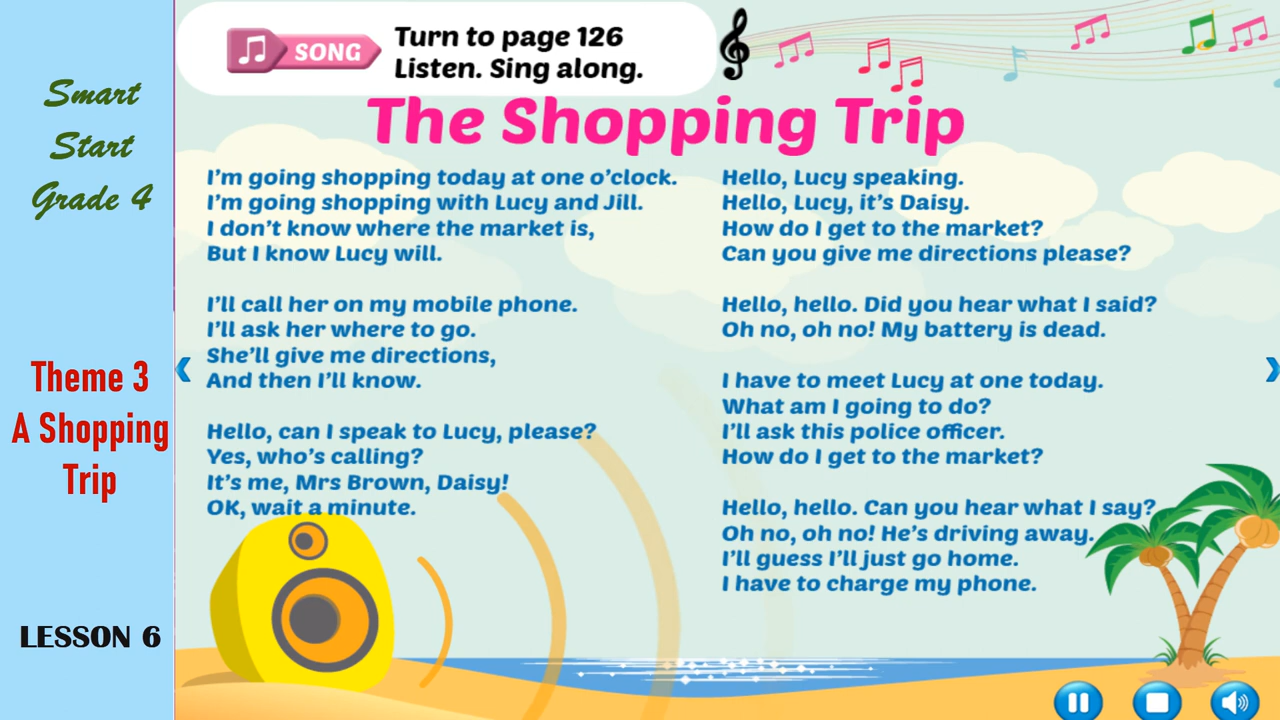 Smart
Start
Grade 4
Theme 3
A Shopping
Trip
LESSON 6
SONG
Turn to page 126
Listen. Sing along.
The Shopping Trip
I'm going shopping today at one o'clock.
I'm going shopping with Lucy and Jill.
I don't know where the market is,
But I know Lucy will.
I'll call her on my mobile phone.
I'll ask her where to go.
She'll give me directions,
And then I'll know.
Hello, can I speak to Lucy, please?
Yes, who's calling?
It's me, Mrs Brown, Daisy!
OK, wait a minute.
Hello, Lucy speaking.
Hello, Lucy, it's Daisy.
How do I get to the market?
Can you give me directions please?
Hello, hello. Did you hear what I said?
Oh no, oh no! My battery is dead.
I have to meet Lucy at one today.
What am I going to do?
I'll ask this police officer.
How do I get to the market?
Hello, hello. Can you hear what I say?
Oh no, oh no! He's driving away.
I'll guess I'll just go home.
I have to charge my phone.